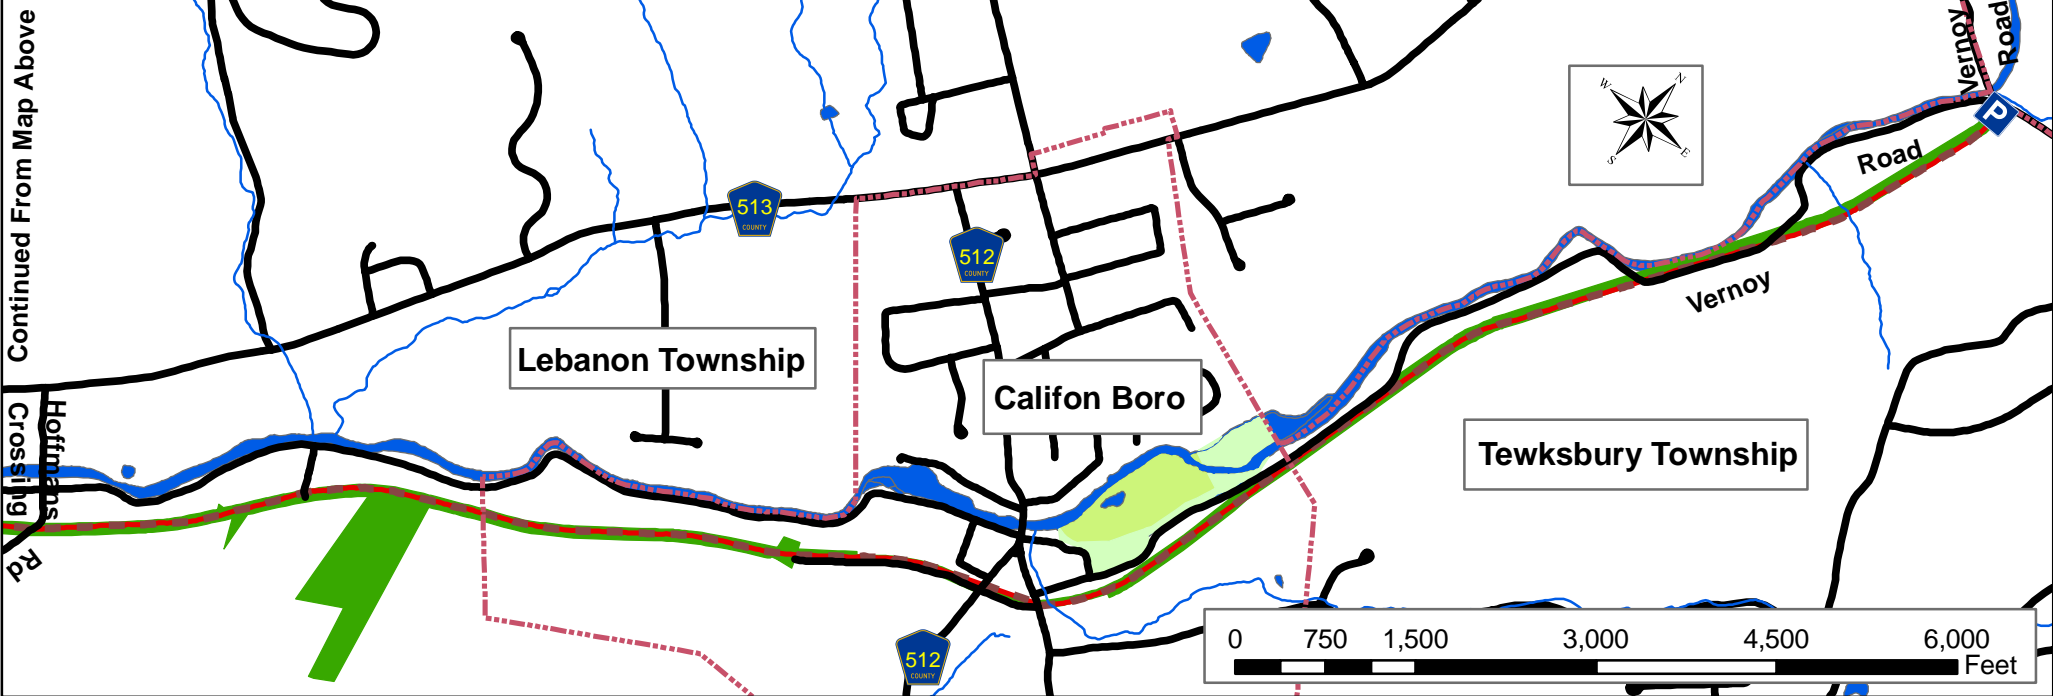 Continued From Map Above
Hoffmans
Crossing
Rd
513
COUNTY
512
COUNTY
Lebanon Township
Califon Boro
Tewksbury Township
N
W
E
S
Vernoy
Road
P
Road
Vernoy
512
COUNTY
0 750 1,500 3,000 4,500 6,000
Feet